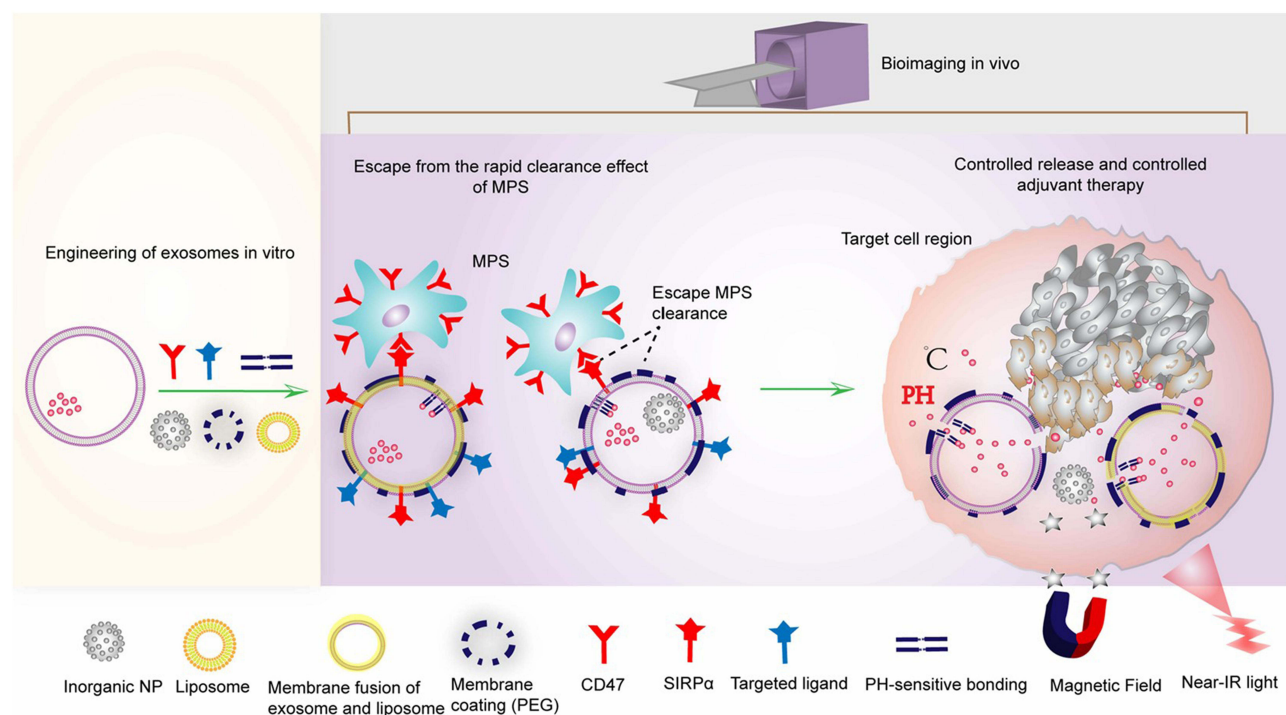 Bioimaging in vivo
Escape from the rapid clearance effect
of MPS
Controlled release and controlled
adjuvant therapy
Engineering of exosomes in vitro
MPS
Escape MPS
clearance
Target cell region
°C
PH
Inorganic NP
Liposome
Membrane fusion of
exosome and liposome
Membrane
coating (PEG)
CD47
SIRPα
Targeted ligand
PH-sensitive bonding
Magnetic Field
Near-IR light